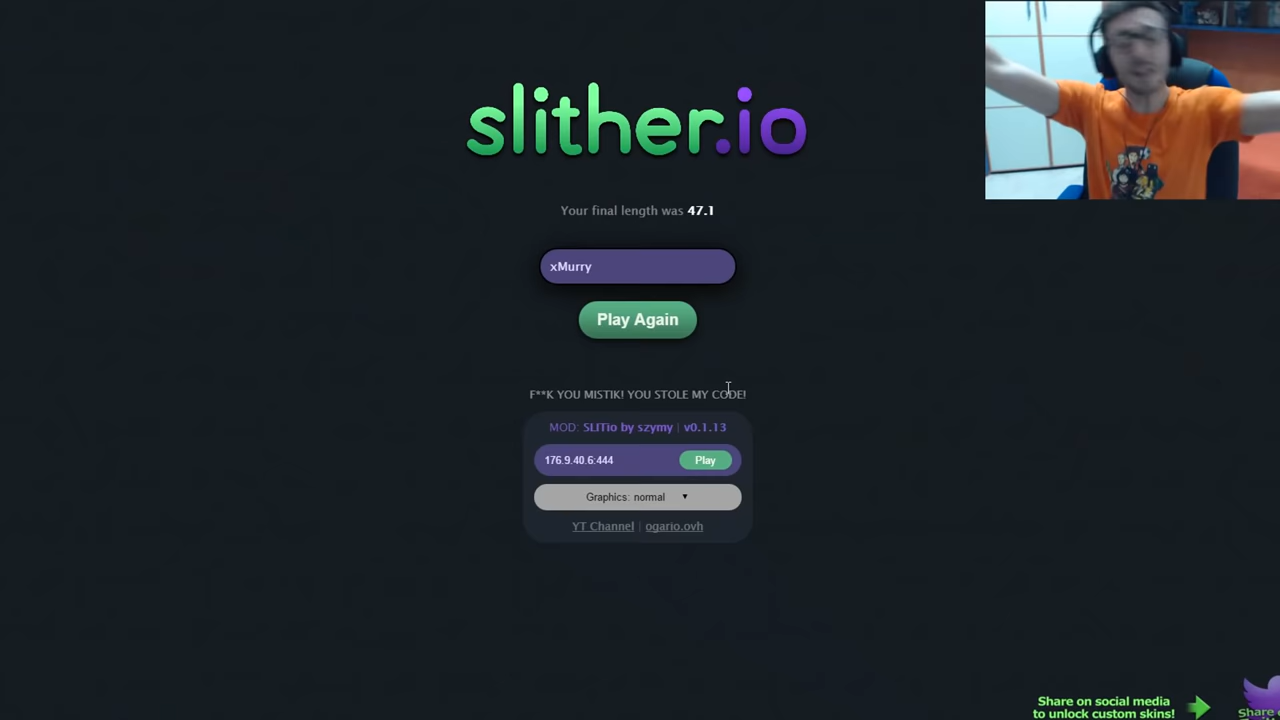 slither.io
Your final length was 47.1
xMurry
Play Again
F**K YOU MISTIK! YOU STOLE MY CODE!
MOD: SLITio by szymy | v0.1.13
176.9.40.6:444
Play
Graphics: normal ▼
YT Channel | ogario.ovh
Share on social media
to unlock custom skins!
Share